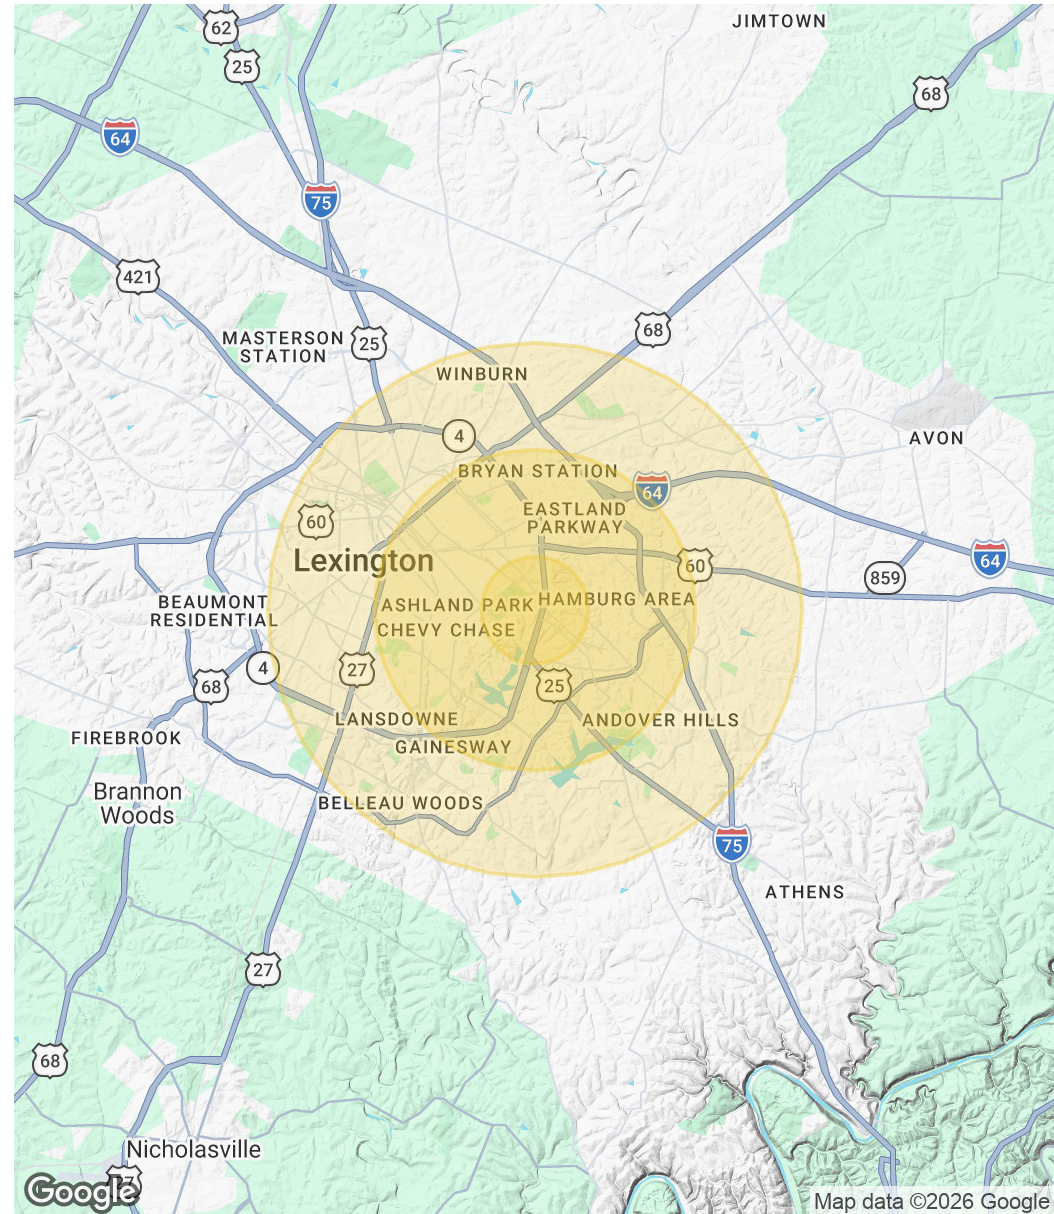 JIMTOWN
62
25
68
64
75
421
68
MASTERSON
STATION
25
WINBURN
4
AVON
BRYAN STATION
64
EASTLAND
PARKWAY
60
Lexington
60
64
859
BEAUMONT
RESIDENTIAL
ASHLAND PARK
HAMBURG AREA
CHEVY CHASE
4
27
68
25
LANSDOWNE
ANDOVER HILLS
FIREBROOK
GAINESWAY
Brannon
Woods
BELLEAU WOODS
75
ATHENS
27
68
Nicholasville
27
Google
Map data ©2026 Google